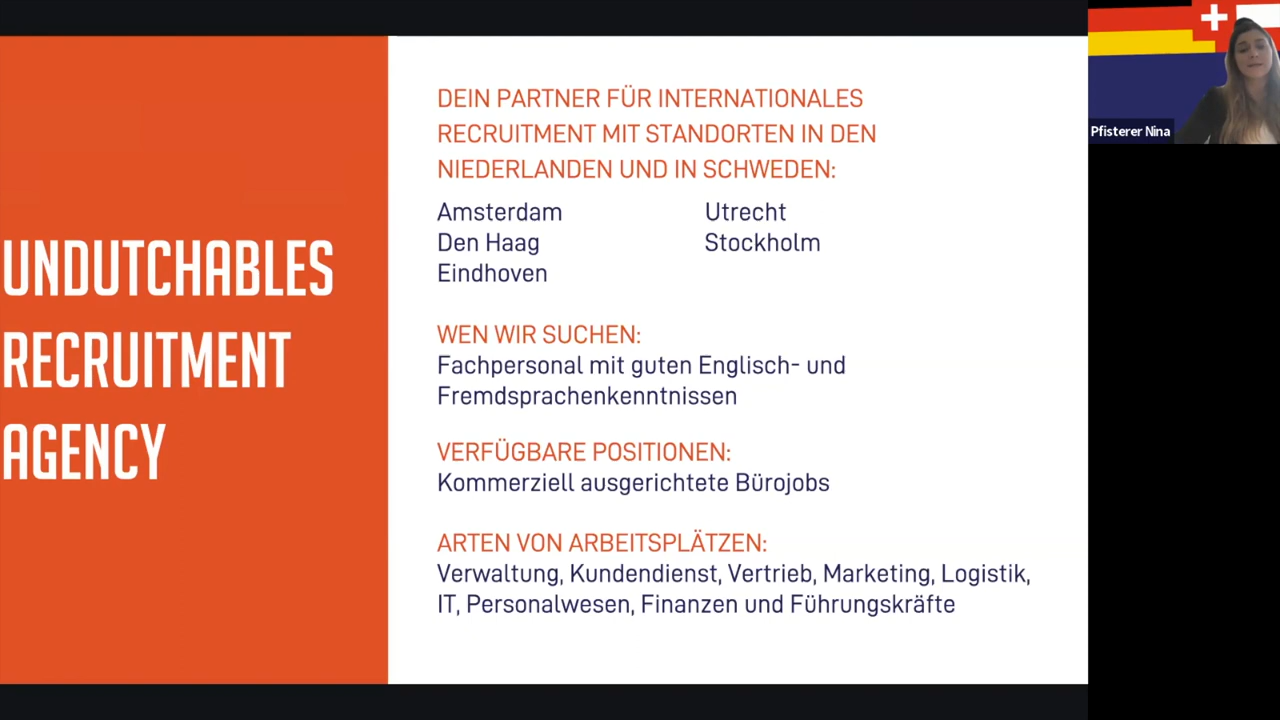 UNDUTCHABLES
RECRUITMENT
AGENCY
DEIN PARTNER FÜR INTERNATIONALES
RECRUITMENT MIT STANDORTEN IN DEN
NIEDERLANDEN UND IN SCHWEDEN:
Amsterdam
Den Haag
Eindhoven
Utrecht
Stockholm
WEN WIR SUCHEN:
Fachpersonal mit guten Englisch- und
Fremdsprachenkenntnissen
VERFÜGBARE POSITIONEN:
Kommerziell ausgerichtete Bürojobs
ARTEN VON ARBEITSPLÄTZEN:
Verwaltung, Kundendienst, Vertrieb, Marketing, Logistik,
IT, Personalwesen, Finanzen und Führungskräfte
Pfisterer Nina